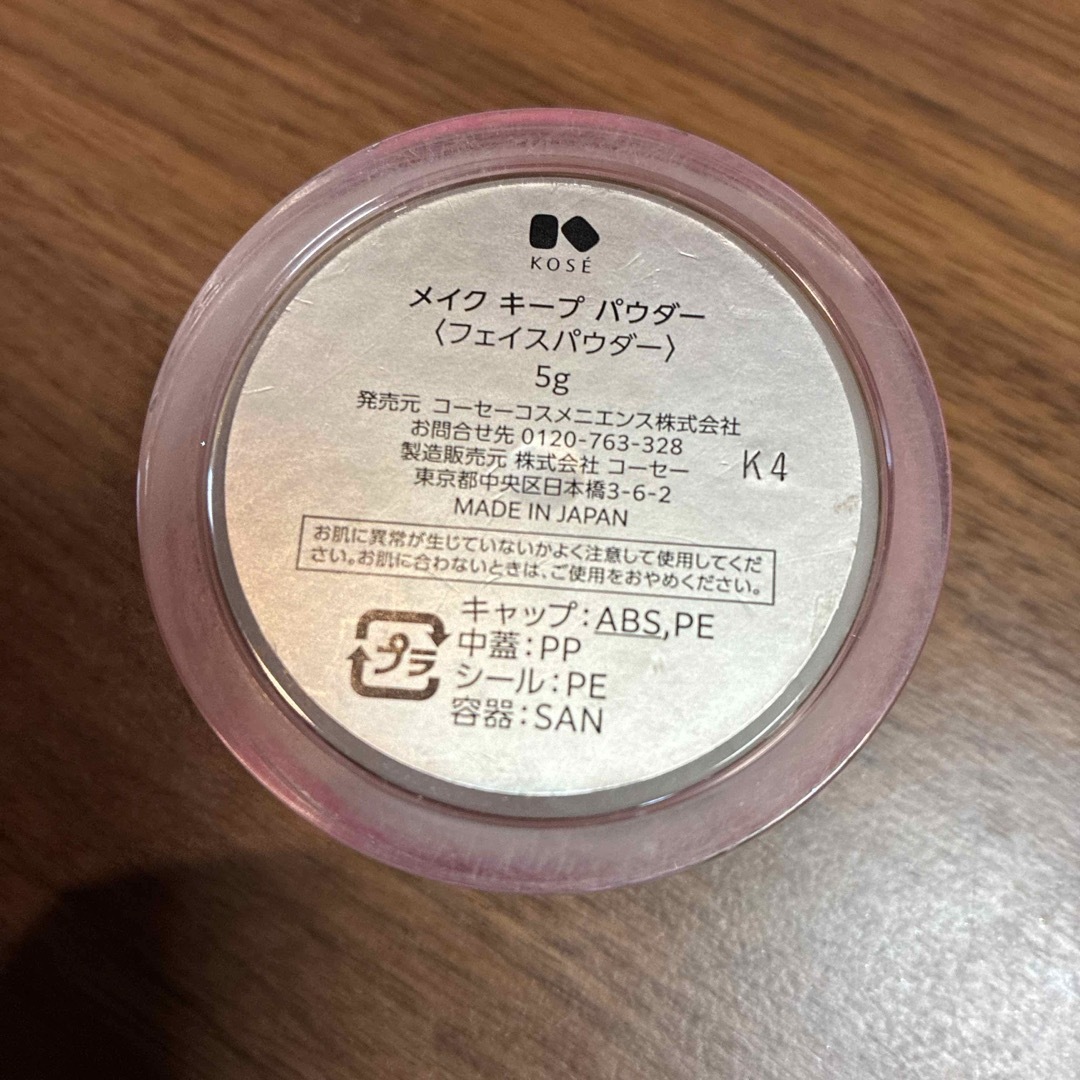 KOSÉ
メイク キープ パウダー
〈フェイスパウダー〉
5g
発売元 コーセーコスメニエンス株式会社
お問合せ先 0120-763-328
製造販売元 株式会社 コーセー
東京都中央区日本橋3-6-2
K4
MADE IN JAPAN
お肌に異常が生じていないかよく注意して使用してくだ
さい。お肌に合わないときは、ご使用をおやめください。
プラ
キャップ:ABS,PE
中蓋:PP
シール:PE
容器:SAN